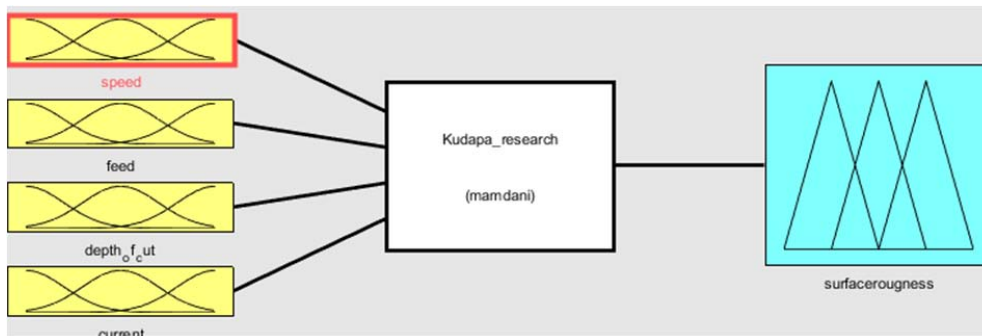 speed
feed
depth_of_cut
current
Kudapa_research
(mamdani)
surfacerougness